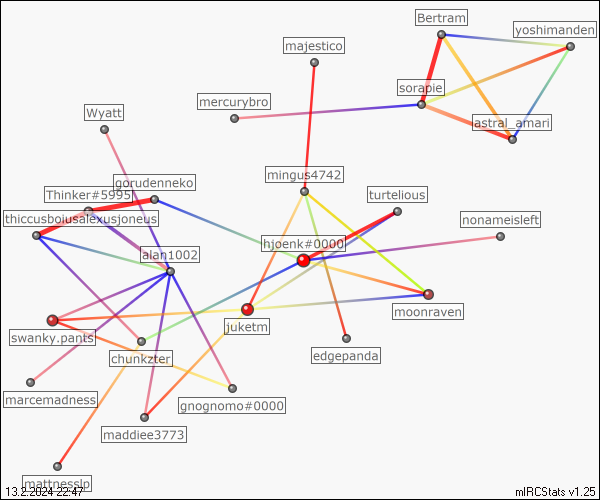 Bertram
yoshimanden
majestico
sorapie
mercurybro
Wyatt
astral_amari
mingus4742
gorudenneko
Thinker#5995
turtelious
thiccusboiusalexusjoneus
nonameisleft
hjoenk#0000
alan1002
moonraven
juketm
swanky.pants
chunkzter
edgepanda
marcemadness
gnognomo#0000
maddiee3773
mattnesslp
13.2.2024 22:47
mIRCStats v1.25